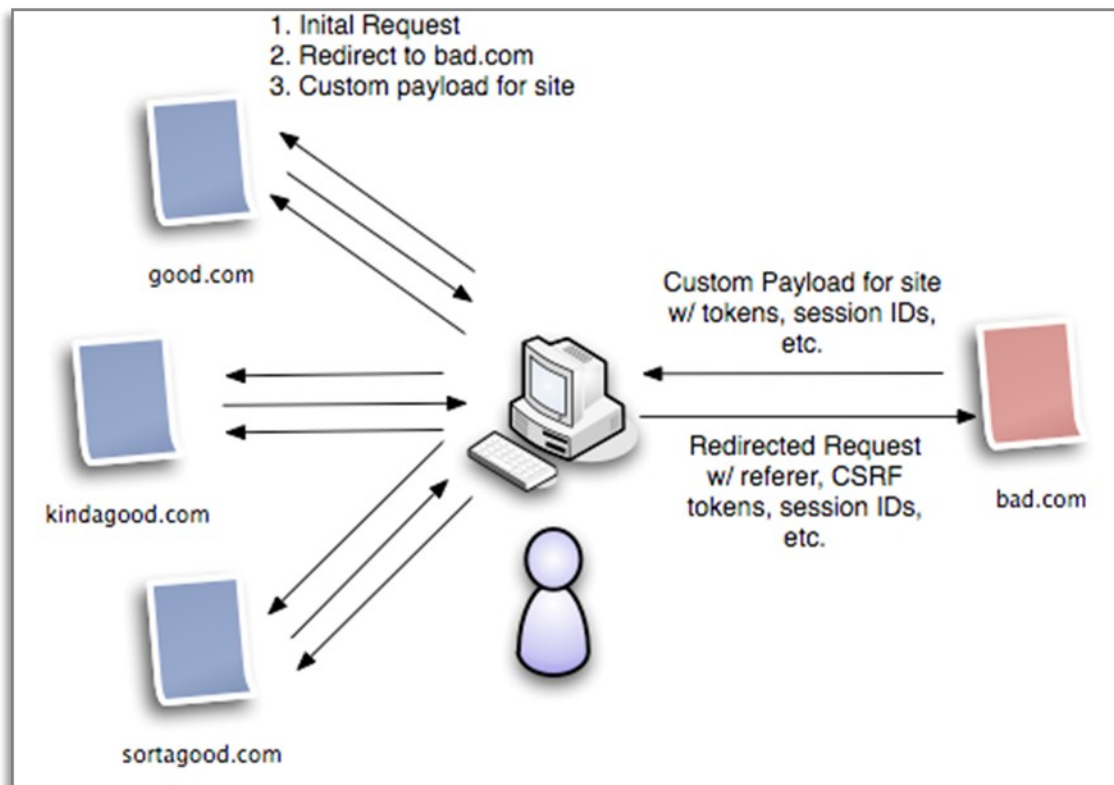 1. Inital Request
2. Redirect to bad.com
3. Custom payload for site
good.com
Custom Payload for site
w/ tokens, session IDs,
etc.
kindagood.com
Redirected Request
w/ referer, CSRF
tokens, session IDs,
etc.
bad.com
sortagood.com